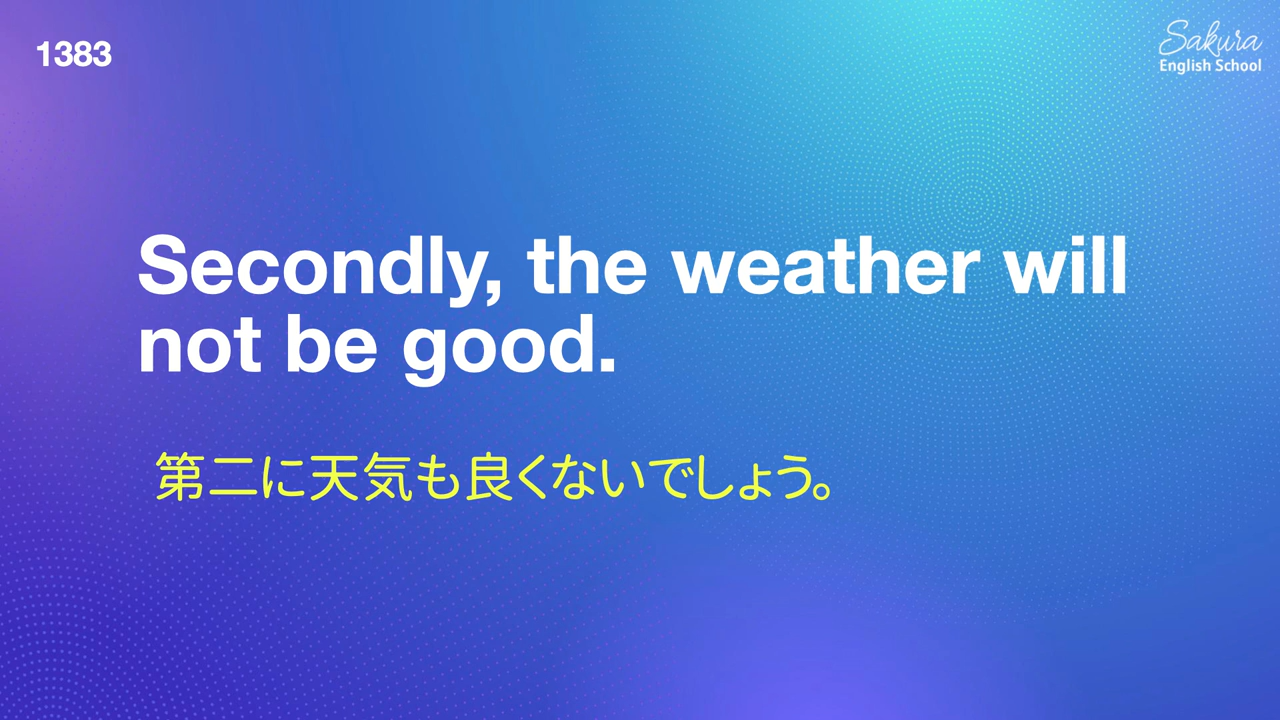 1383
Sakura
English School
Secondly, the weather will
not be good.
第二に天気も良くないでしょう。